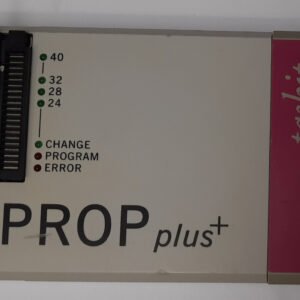 40
32
28
24
CHANGE
PROGRAM
ERROR
PROP plus+